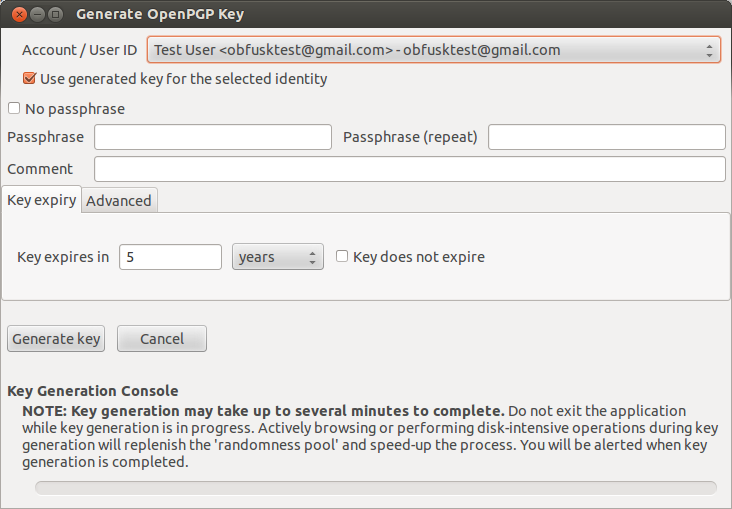 Generate OpenPGP Key
Account / User ID Test User <obfusktest@gmail.com> - obfusktest@gmail.com
Use generated key for the selected identity
No passphrase
Passphrase Passphrase (repeat)
Comment
Key expiry Advanced
Key expires in 5 years Key does not expire
Generate key Cancel
Key Generation Console
NOTE: Key generation may take up to several minutes to complete. Do not exit the application
while key generation is in progress. Actively browsing or performing disk-intensive operations during key
generation will replenish the 'randomness pool' and speed-up the process. You will be alerted when key
generation is completed.